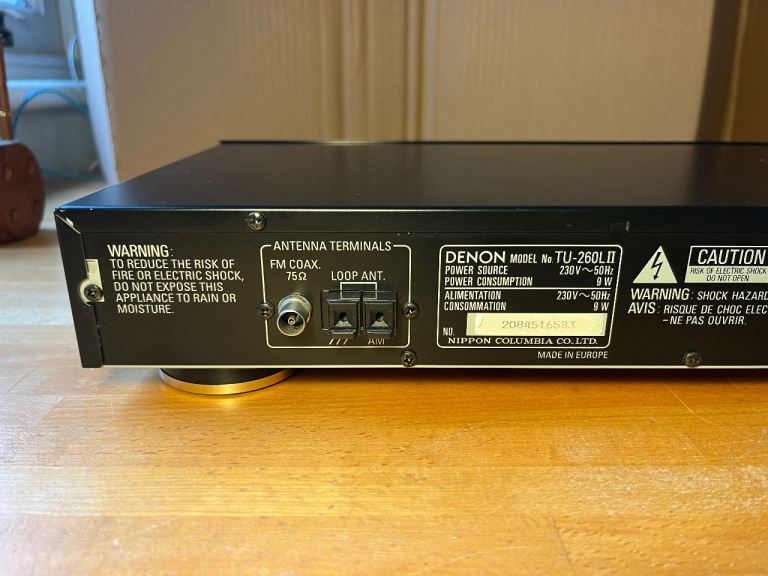 WARNING:
TO REDUCE THE RISK OF
FIRE OR ELECTRIC SHOCK,
DO NOT EXPOSE THIS
APPLIANCE TO RAIN OR
MOISTURE.
ANTENNA TERMINALS
FM COAX.
75Ω
LOOP ANT.
AM
DENON MODEL No. TU-260LII
POWER SOURCE 230V～50Hz
POWER CONSUMPTION 9 W
ALIMENTATION 230V～50Hz
CONSOMMATION 9 W
NO. 2084516583
NIPPON COLUMBIA CO., LTD.
MADE IN EUROPE
CAUTION
RISK OF ELECTRIC SHOCK
DO NOT OPEN
WARNING: SHOCK HAZARD
AVIS: RISQUE DE CHOC ELEC
-NE PAS OUVRIR.